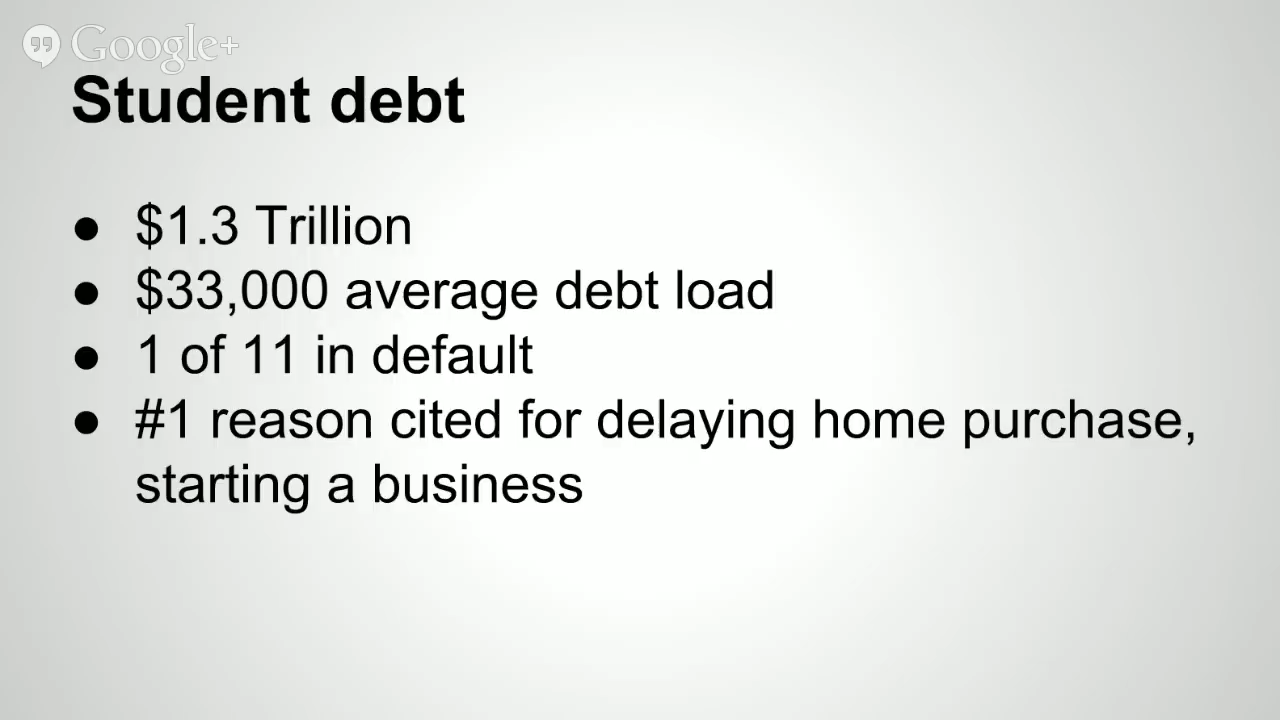 Google+
Student debt
● $1.3 Trillion
● $33,000 average debt load
● 1 of 11 in default
● #1 reason cited for delaying home purchase,
starting a business